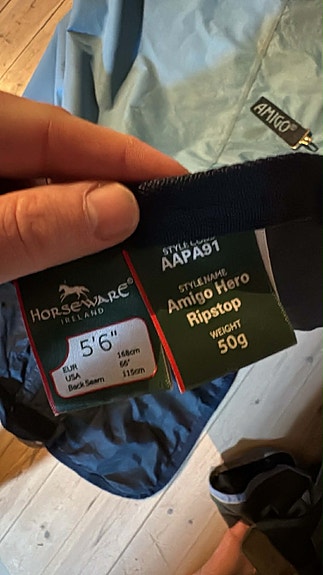 AMIGO®
HORSEWARE®
IRELAND
5'6"
EUR 168cm
USA 66"
Back Seam 115cm
STYLE CODE
AAPA91
STYLE NAME
Amigo Hero
Ripstop
WEIGHT
50g